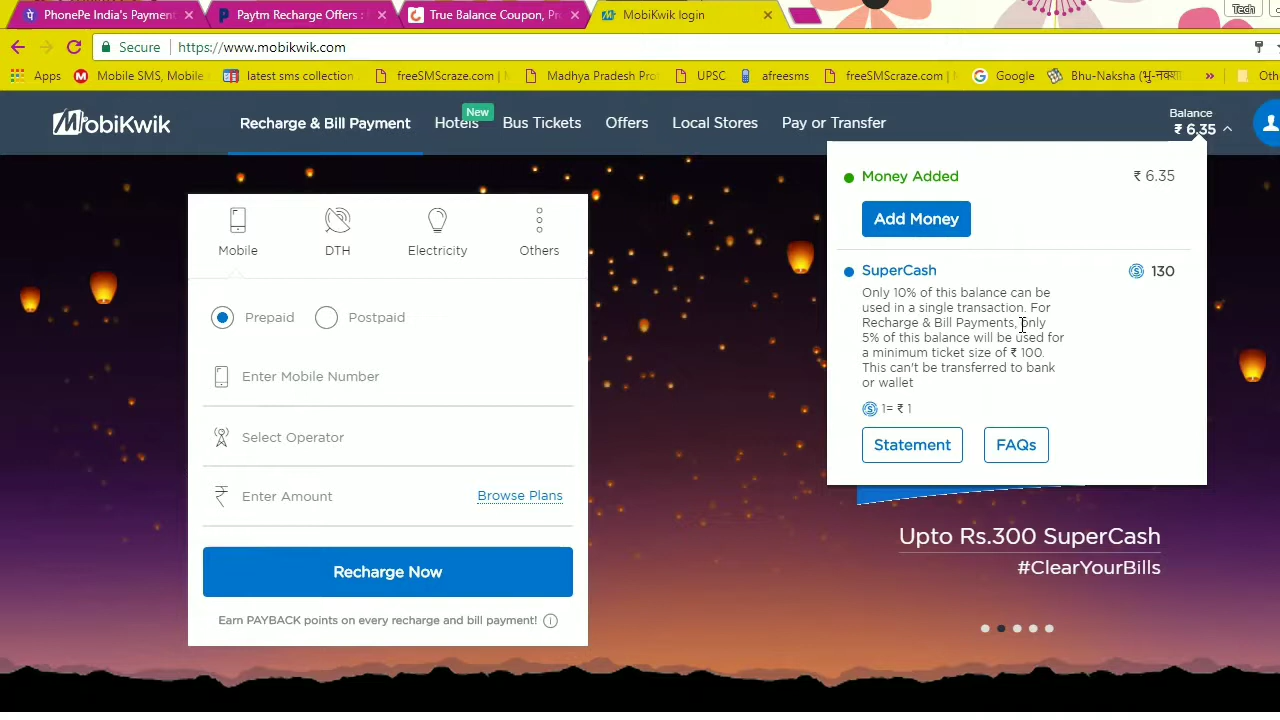 PhonePe India's Payment
Paytm Recharge Offers :
True Balance Coupon, Pr
MobiKwik login
Tech
Secure
https://www.mobikwik.com
Apps
Mobile SMS, Mobile
latest sms collection
freeSMScraze.com |
Madhya Pradesh Pro
UPSC
afreesms
freeSMScraze.com |
Google
Bhu-Naksha (भू-नक्शा
»
Oth
MobiKwik
Recharge & Bill Payment
Hotels
New
Bus Tickets
Offers
Local Stores
Pay or Transfer
Balance
₹ 6.35
Mobile
DTH
Electricity
Others
Prepaid
Postpaid
Enter Mobile Number
Select Operator
Enter Amount
Browse Plans
Recharge Now
Earn PAYBACK points on every recharge and bill payment!
Money Added
₹ 6.35
Add Money
SuperCash
130
Only 10% of this balance can be
used in a single transaction. For
Recharge & Bill Payments, only
5% of this balance will be used for
a minimum ticket size of ₹ 100.
This can't be transferred to bank
or wallet
1= ₹ 1
Statement
FAQs
Upto Rs.300 SuperCash
#ClearYourBills